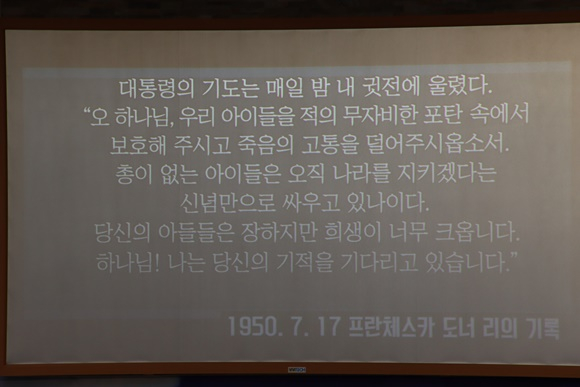 대통령의 기도는 매일 밤 내 귓전에 울렸다.
“오 하나님, 우리 아이들을 적의 무자비한 포탄 속에서
보호해 주시고 죽음의 고통을 덜어주시옵소서.
총이 없는 아이들은 오직 나라를 지키겠다는
신념만으로 싸우고 있나이다.
당신의 아들들은 장하지만 희생이 너무 크옵니다.
하나님! 나는 당신의 기적을 기다리고 있습니다.”
1950. 7. 17 프란체스카 도너 리의 기록